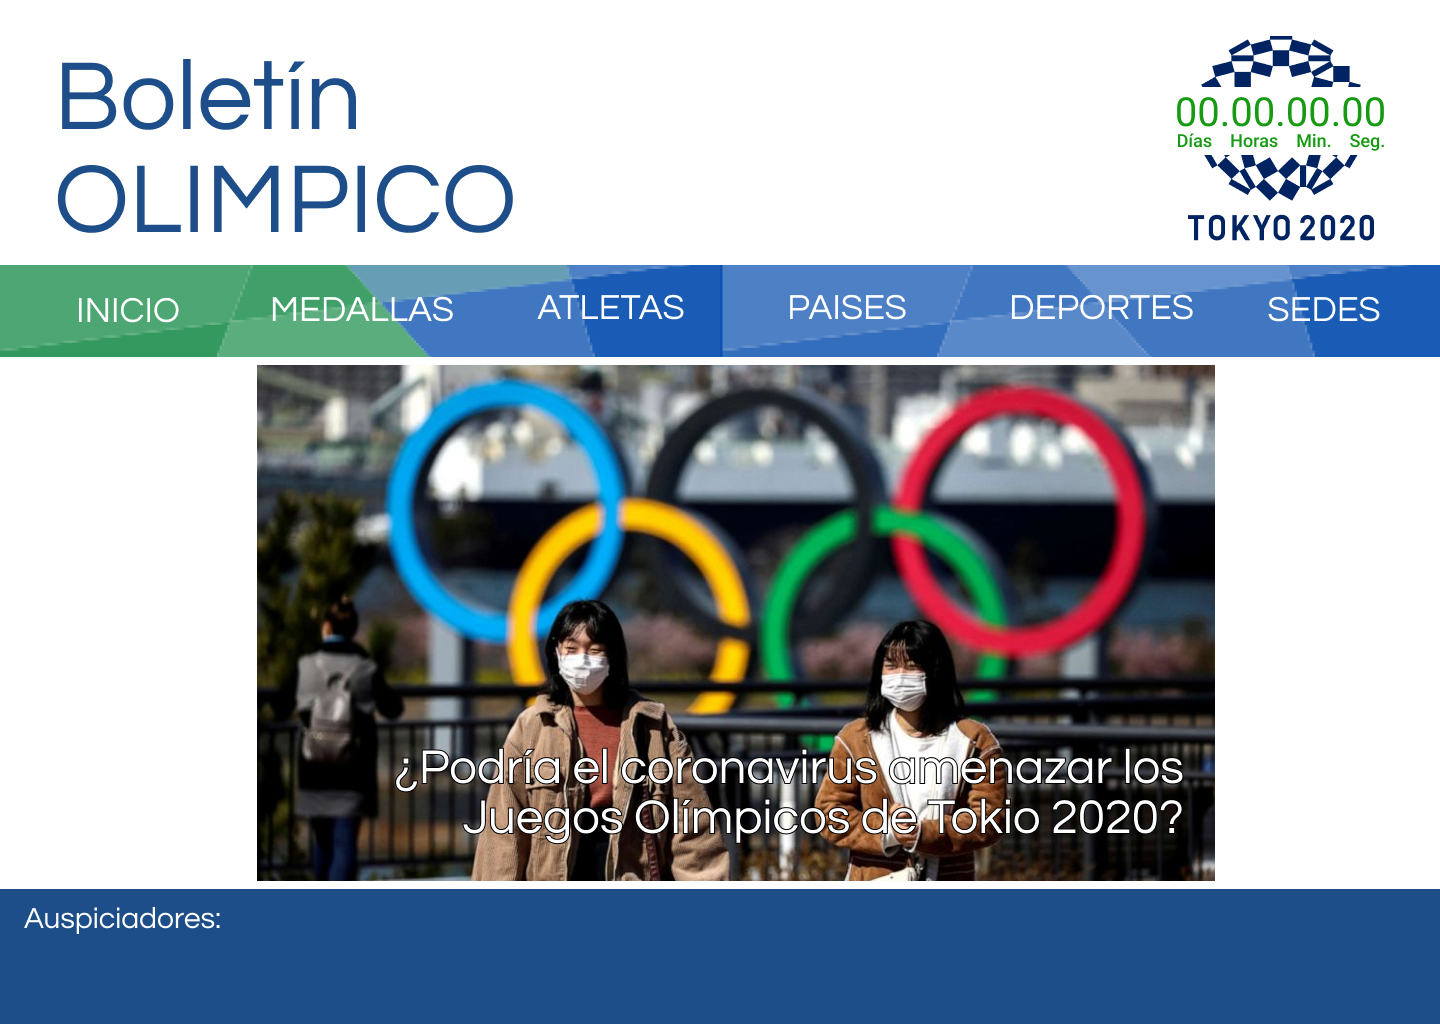 Boletín
OLIMPICO
00.00.00.00
Días Horas Min. Seg.
TOKYO 2020
INICIO MEDALLAS ATLETAS PAISES DEPORTES SEDES
¿Podría el coronavirus amenazar los
Juegos Olímpicos de Tokio 2020?
Auspiciadores: